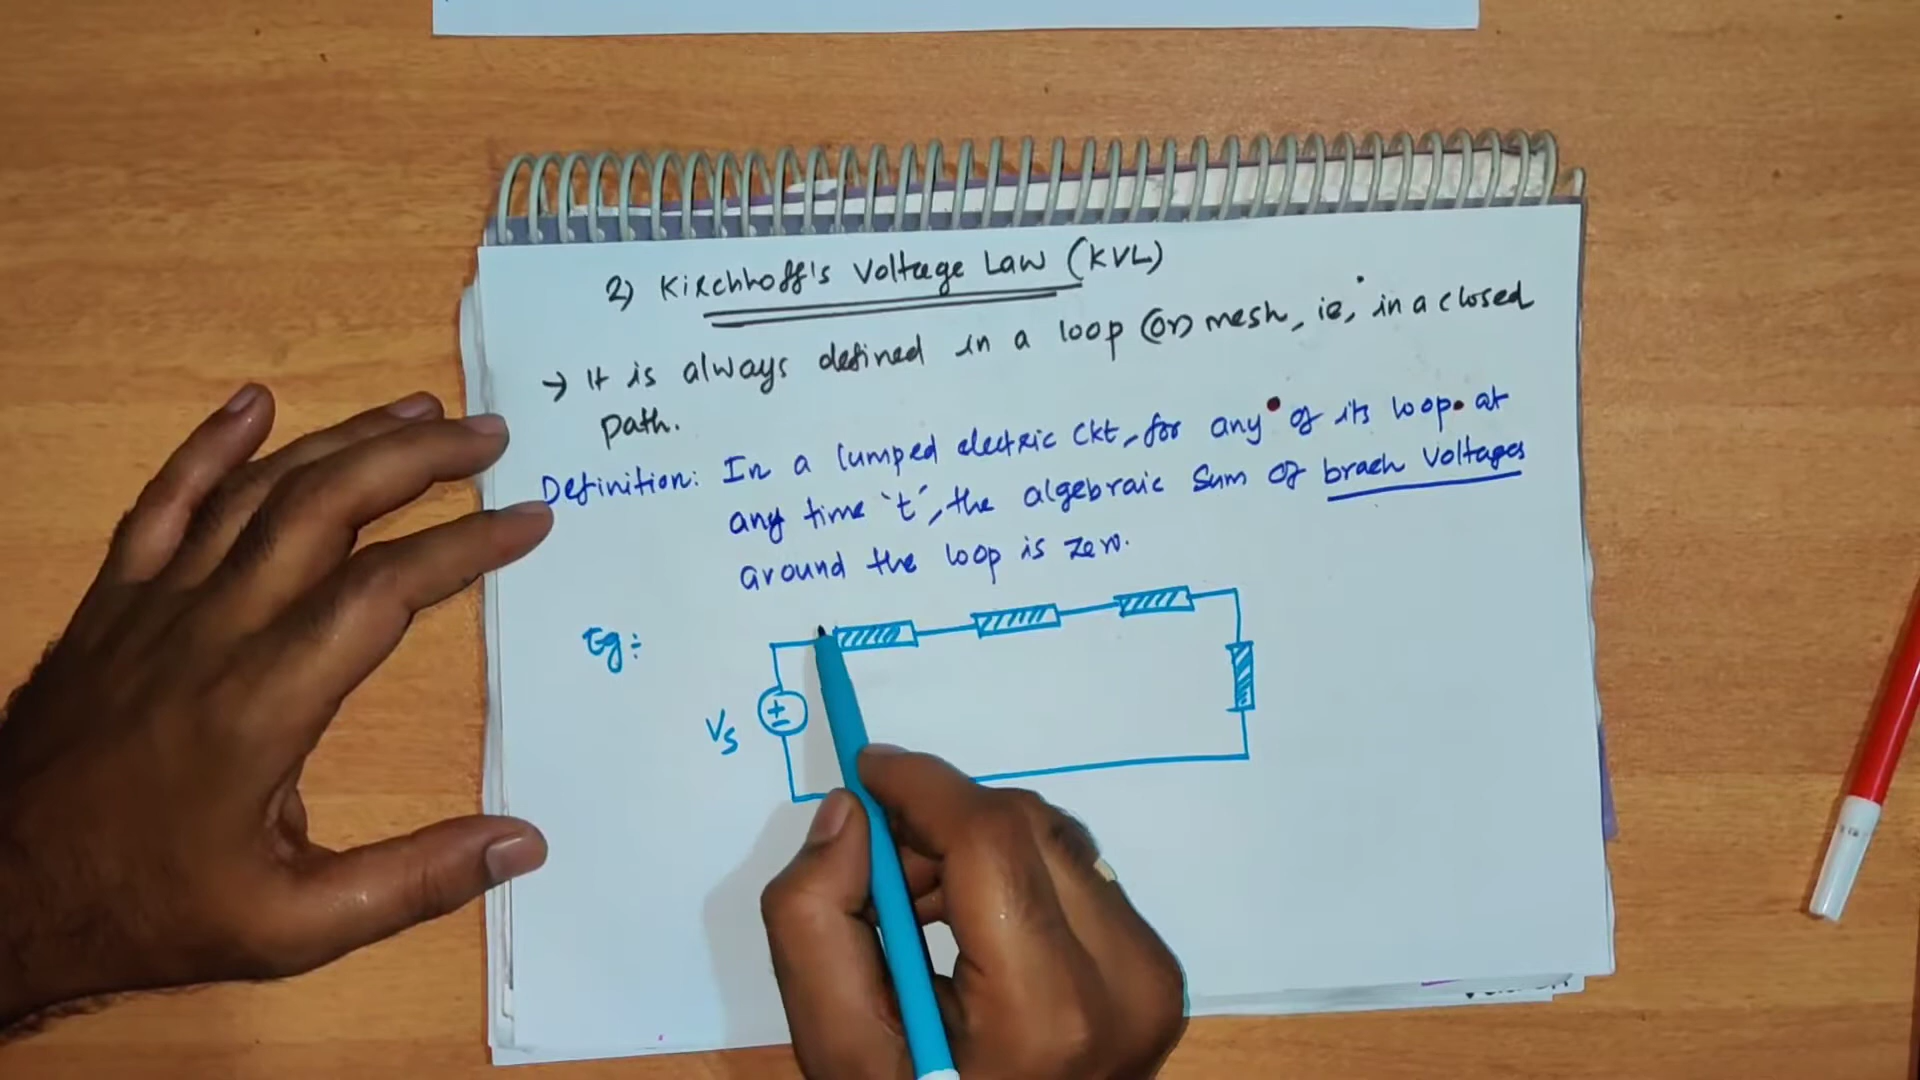 2) Kirchhoff's Voltage Law (KVL)
→ It is always defined in a loop (or) mesh, ie, in a closed
path.
Definition: In a lumped electric ckt, for any of its loop at
any time 't', the algebraic sum of brach voltages
around the loop is zero.
Eg:
+
-
Vs